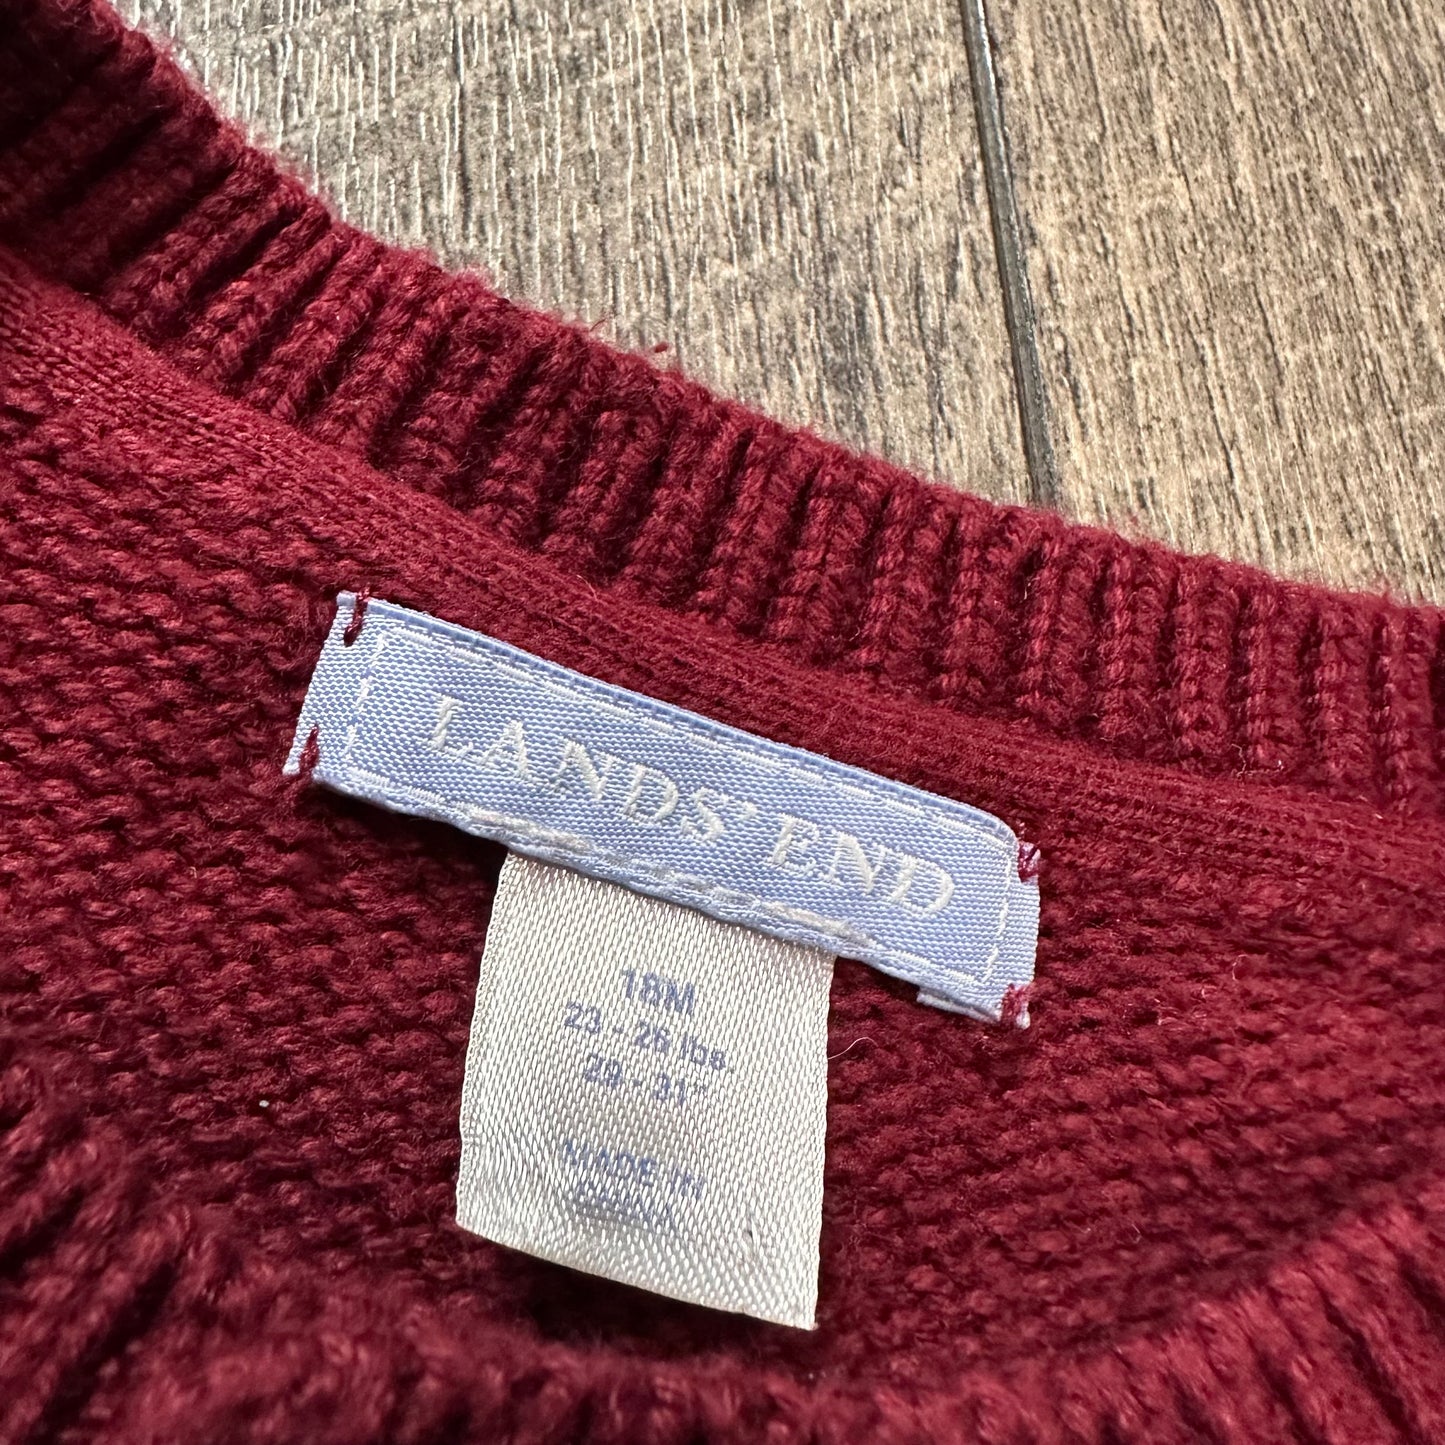 LANDS' END
18M
23 - 26 lbs
29 - 31"
MADE IN